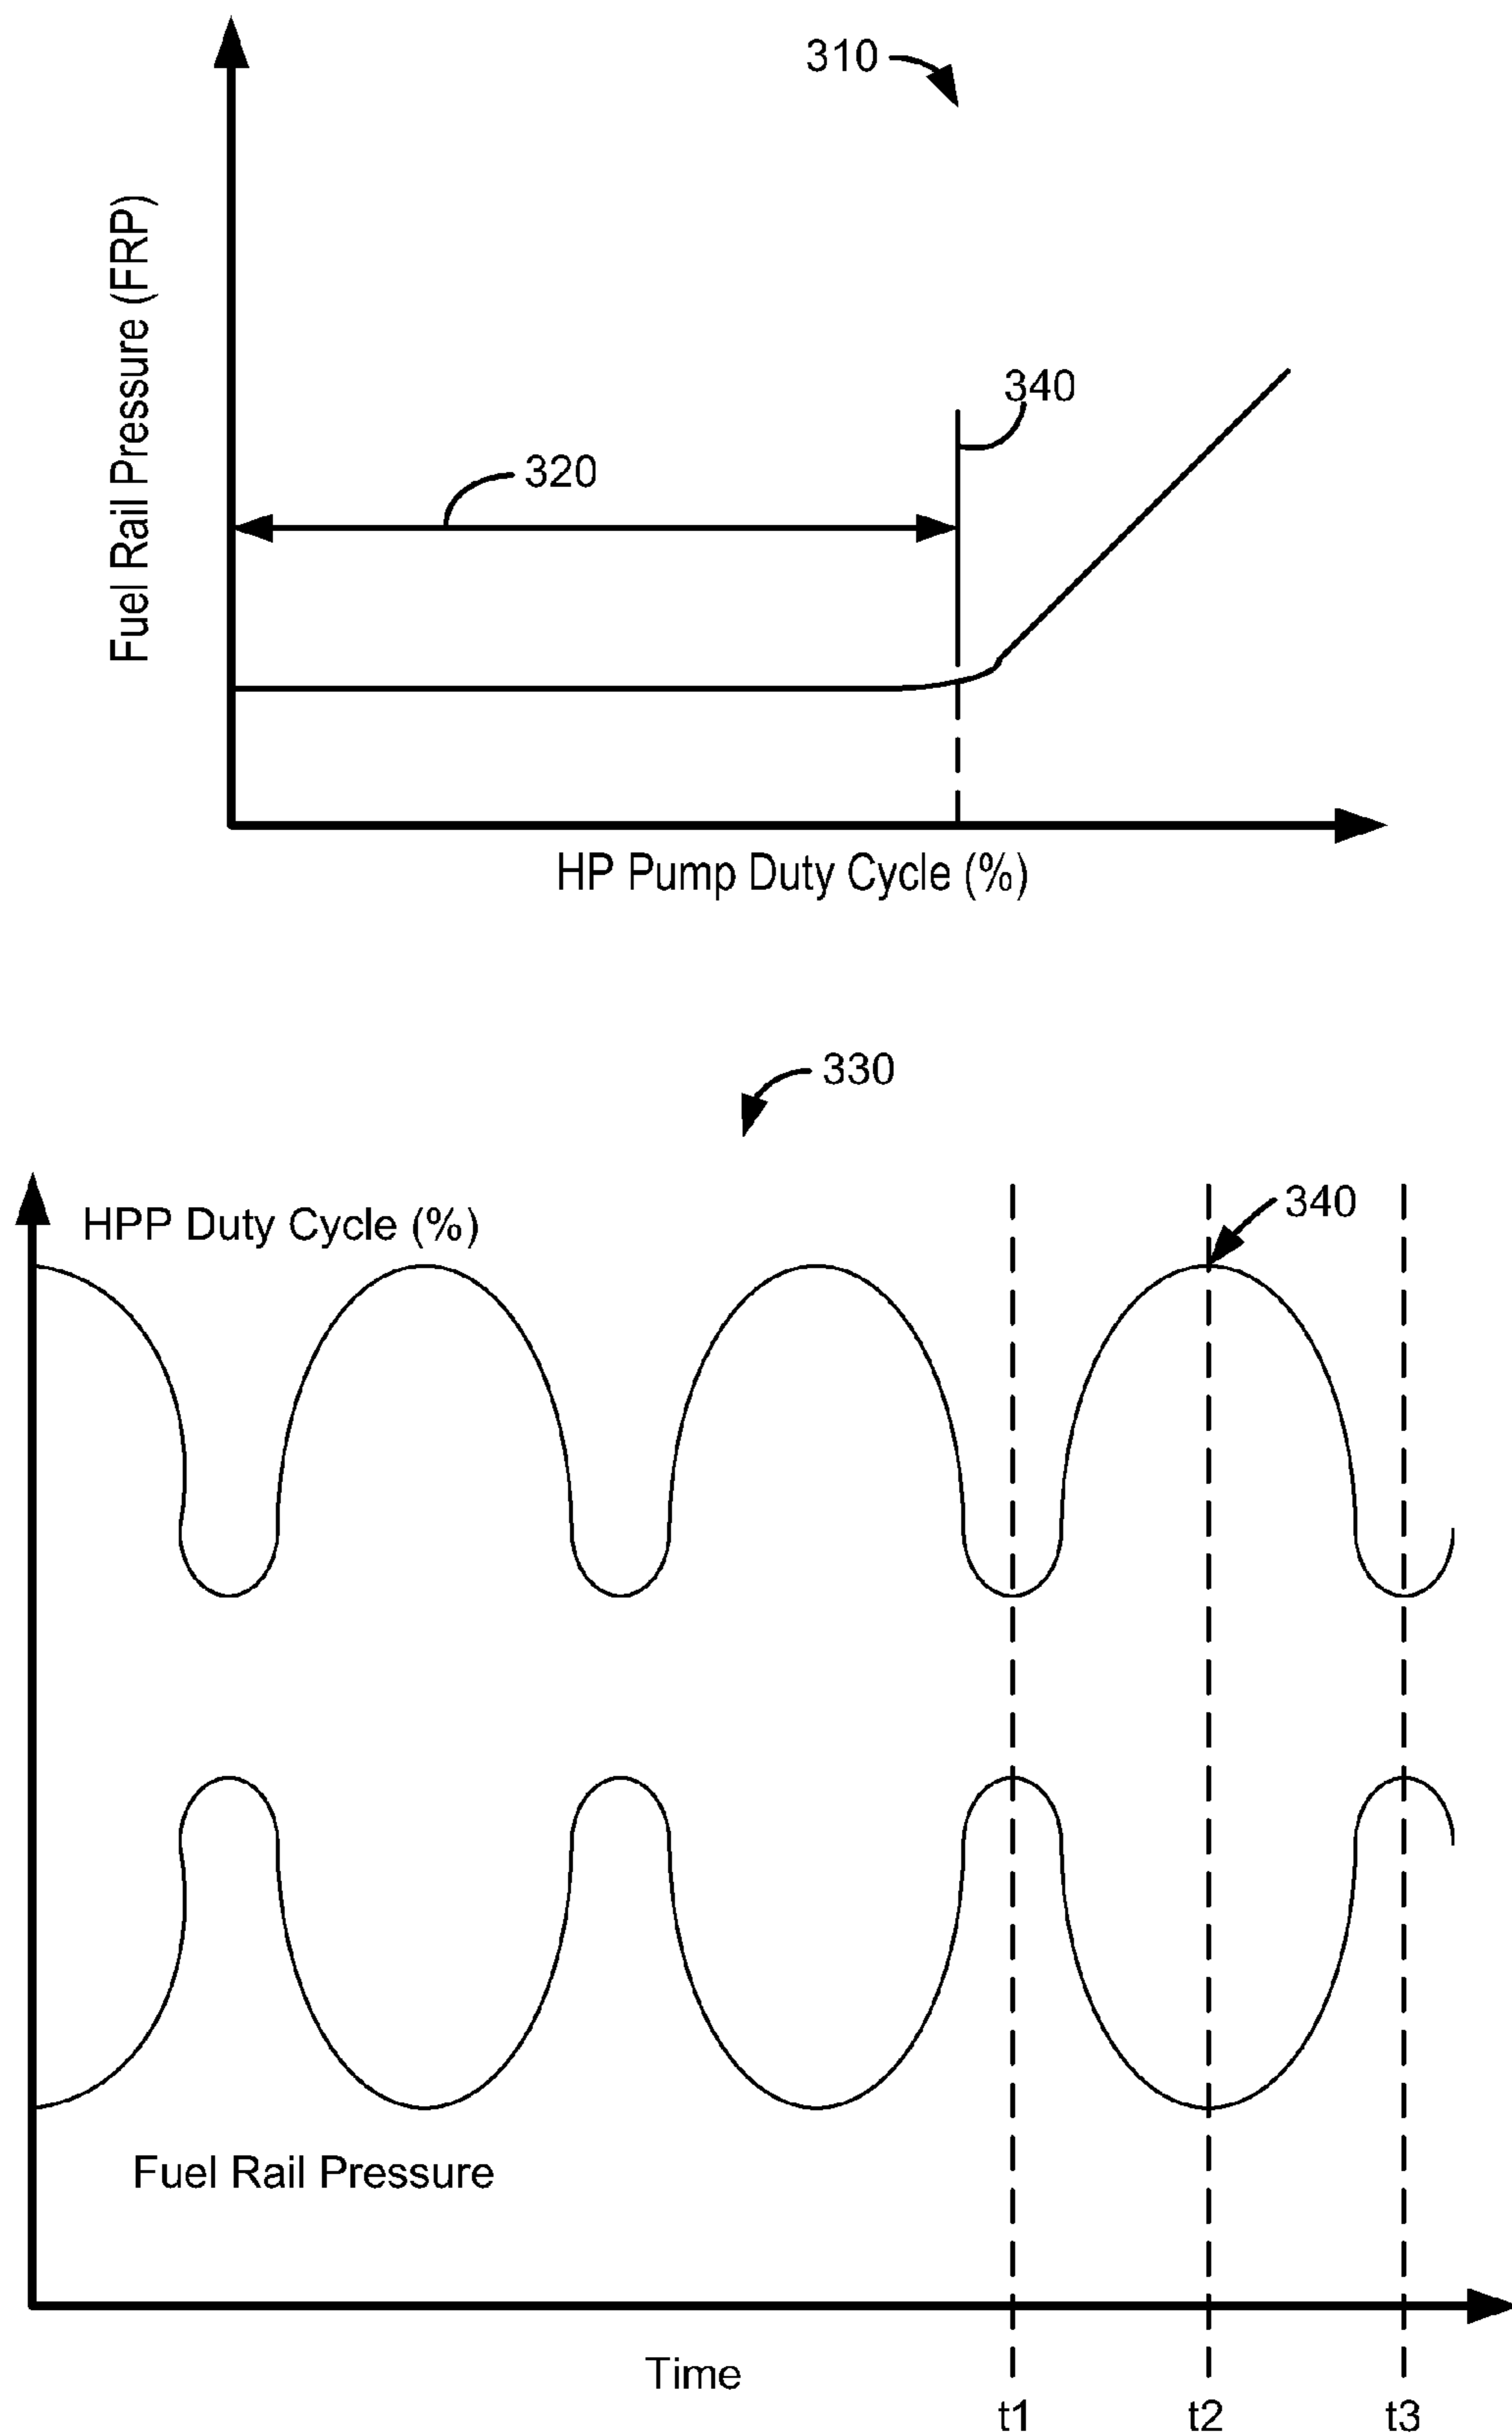 310
Fuel Rail Pressure (FRP)
340
320
HP Pump Duty Cycle (%)
330
HPP Duty Cycle (%)
340
Fuel Rail Pressure
Time
t1
t2
t3